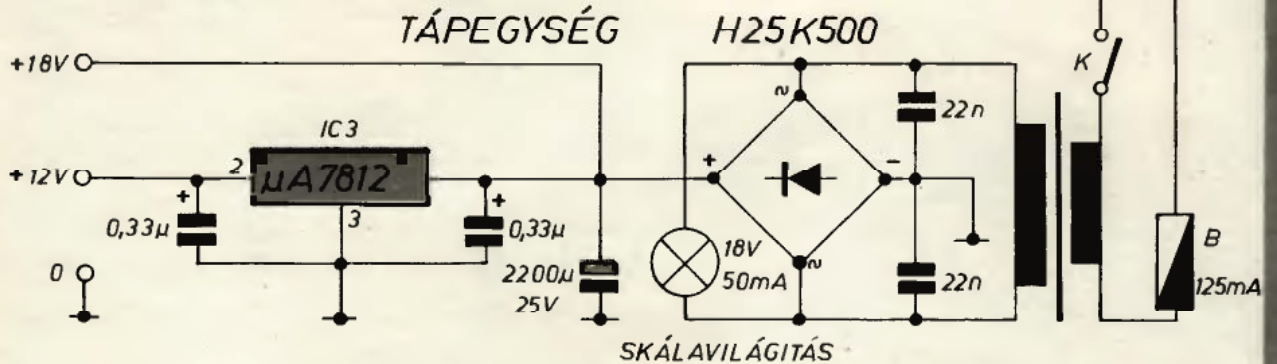 TÁPEGYSÉG H25K500
+18V
K
~
22n
IC3
+12V
2
μA7812
+
-
+
3
+
0,33μ
0,33μ
18V
50mA
B
0
2200μ
25V
~
22n
125mA
SKÁLAVILÁGITÁS